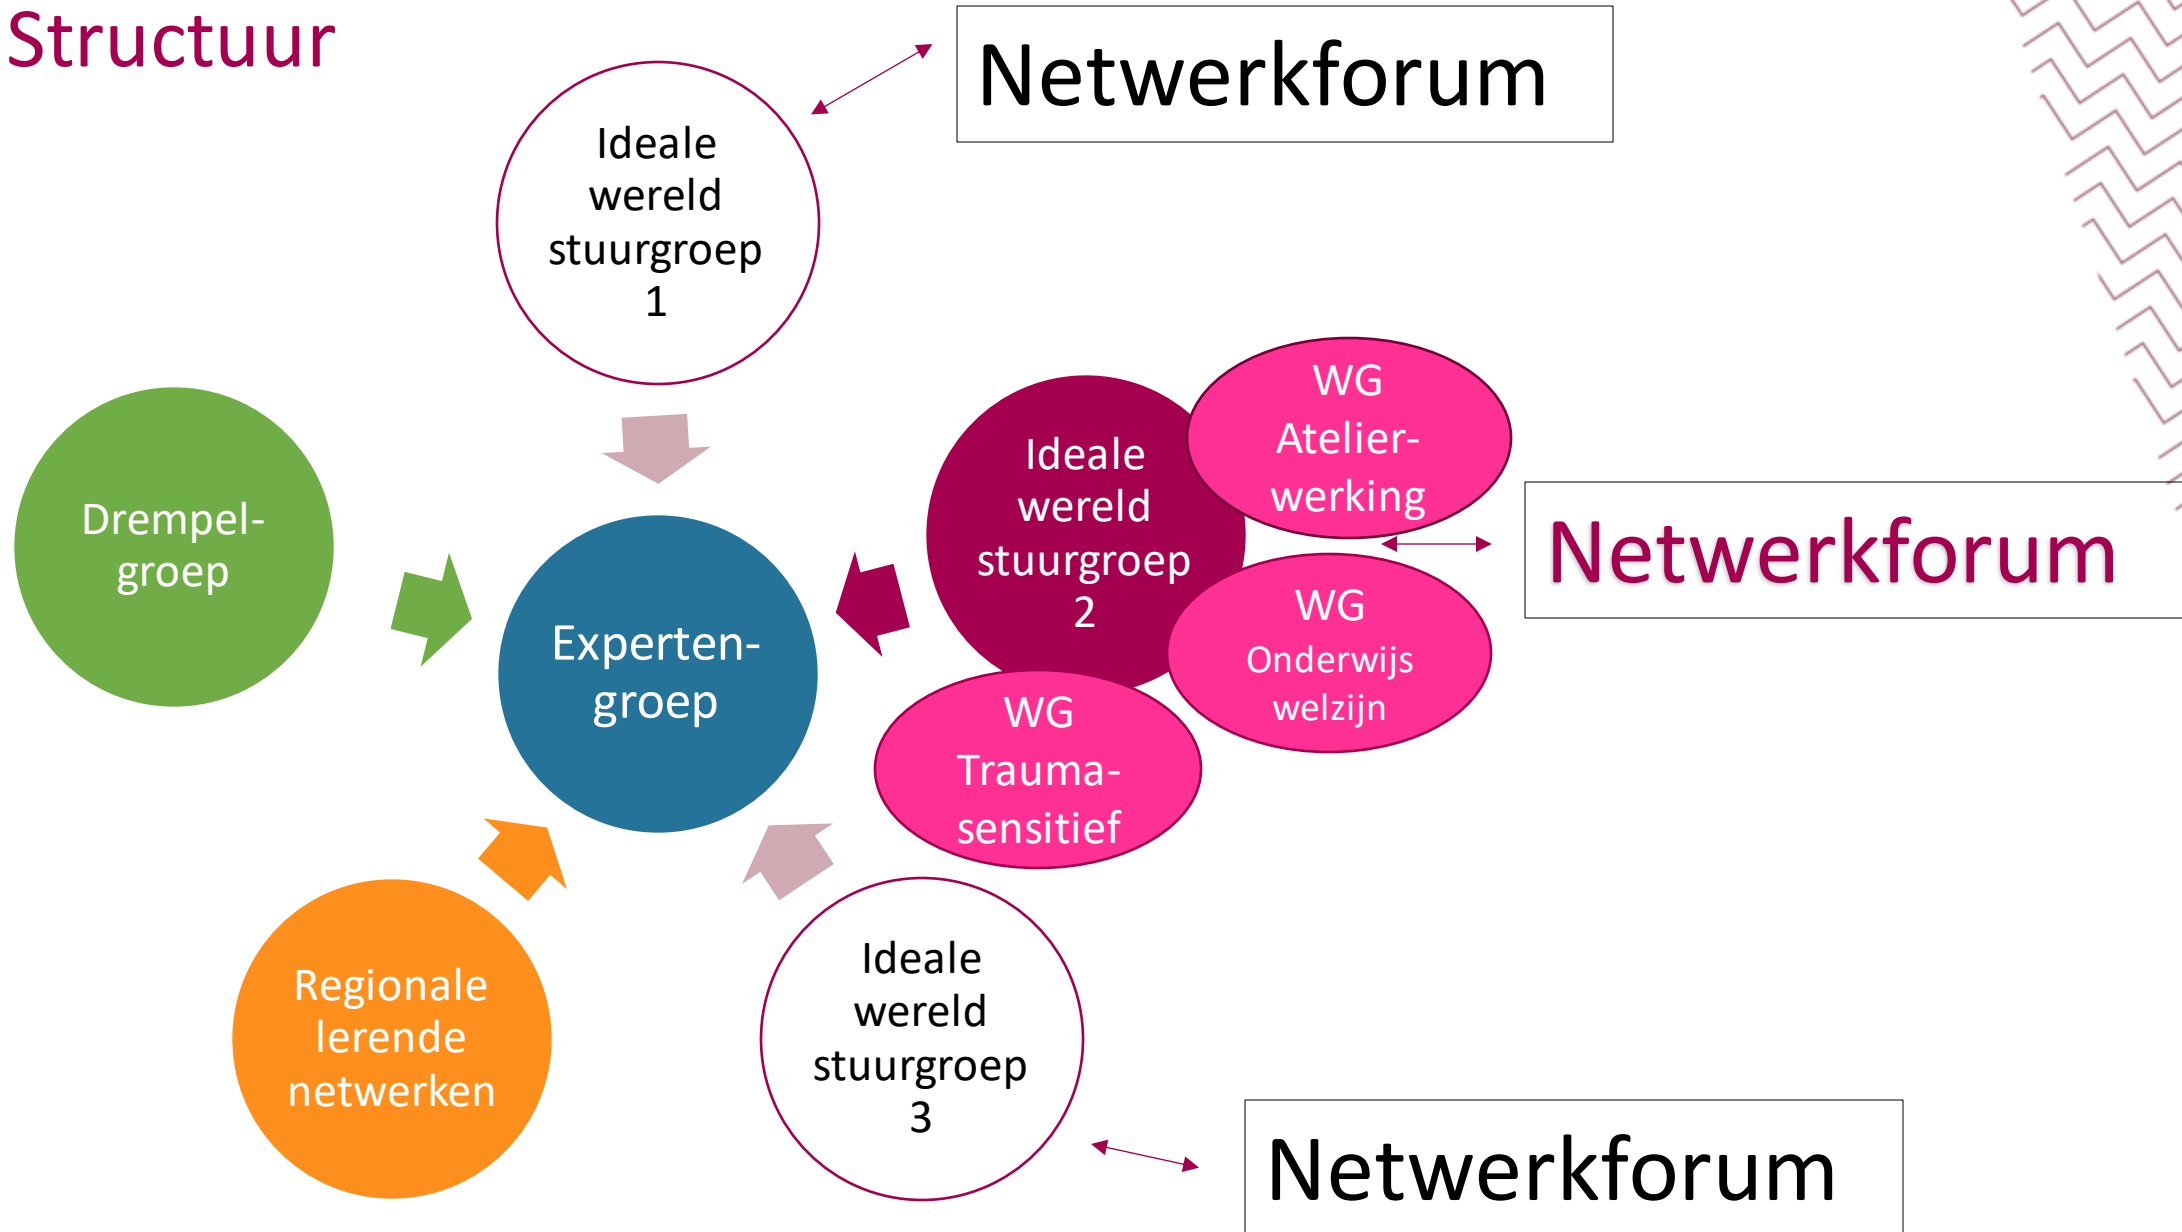 Structuur
Netwerkforum
Ideale
wereld
stuurgroep
1
WG
Atelier-
werking
Ideale
wereld
stuurgroep
2
Netwerkforum
Drempel-
groep
WG
Onderwijs
welzijn
Experten-
groep
WG
Trauma-
sensitief
Regionale
lerende
netwerken
Ideale
wereld
stuurgroep
3
Netwerkforum